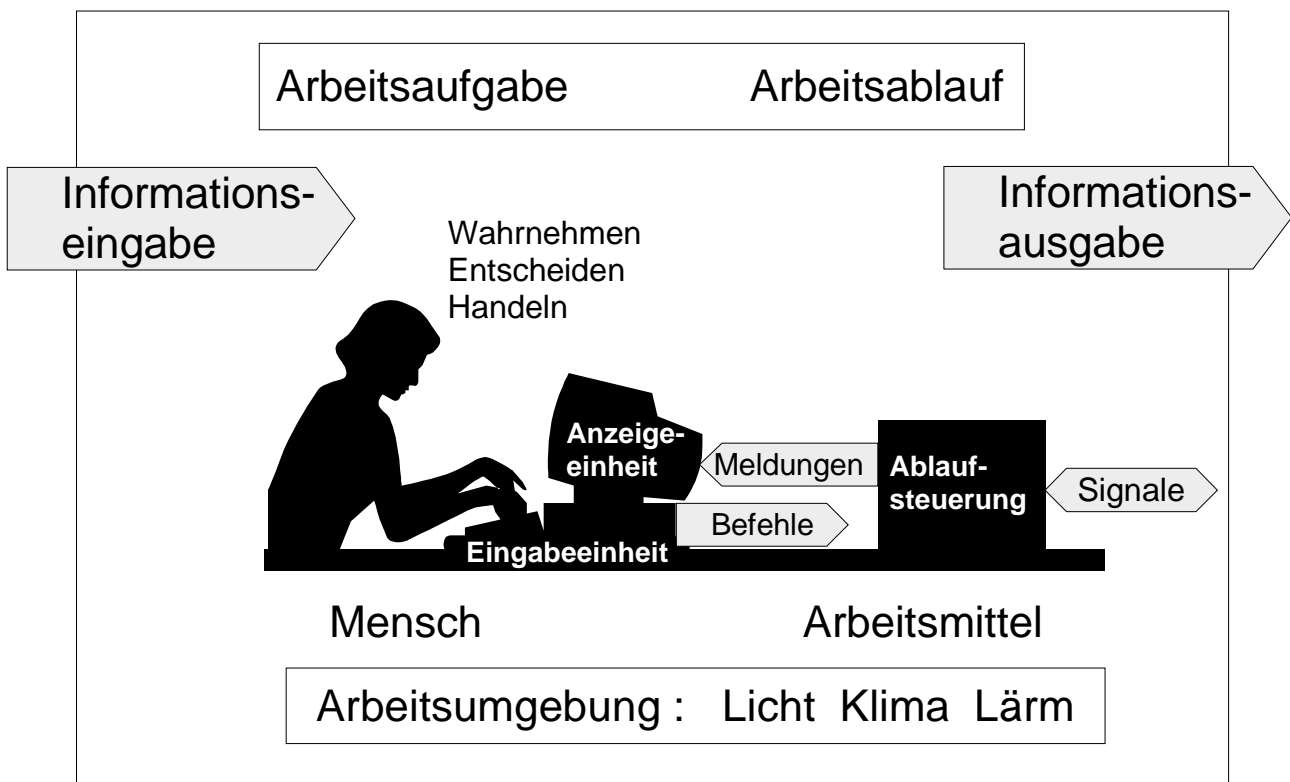 Arbeitsaufgabe Arbeitsablauf
Informations-
eingabe
Informations-
ausgabe
Wahrnehmen
Entscheiden
Handeln
Anzeige-
einheit
Meldungen
Ablauf-
steuerung
Signale
Befehle
Eingabeeinheit
Mensch
Arbeitsmittel
Arbeitsumgebung : Licht Klima Lärm